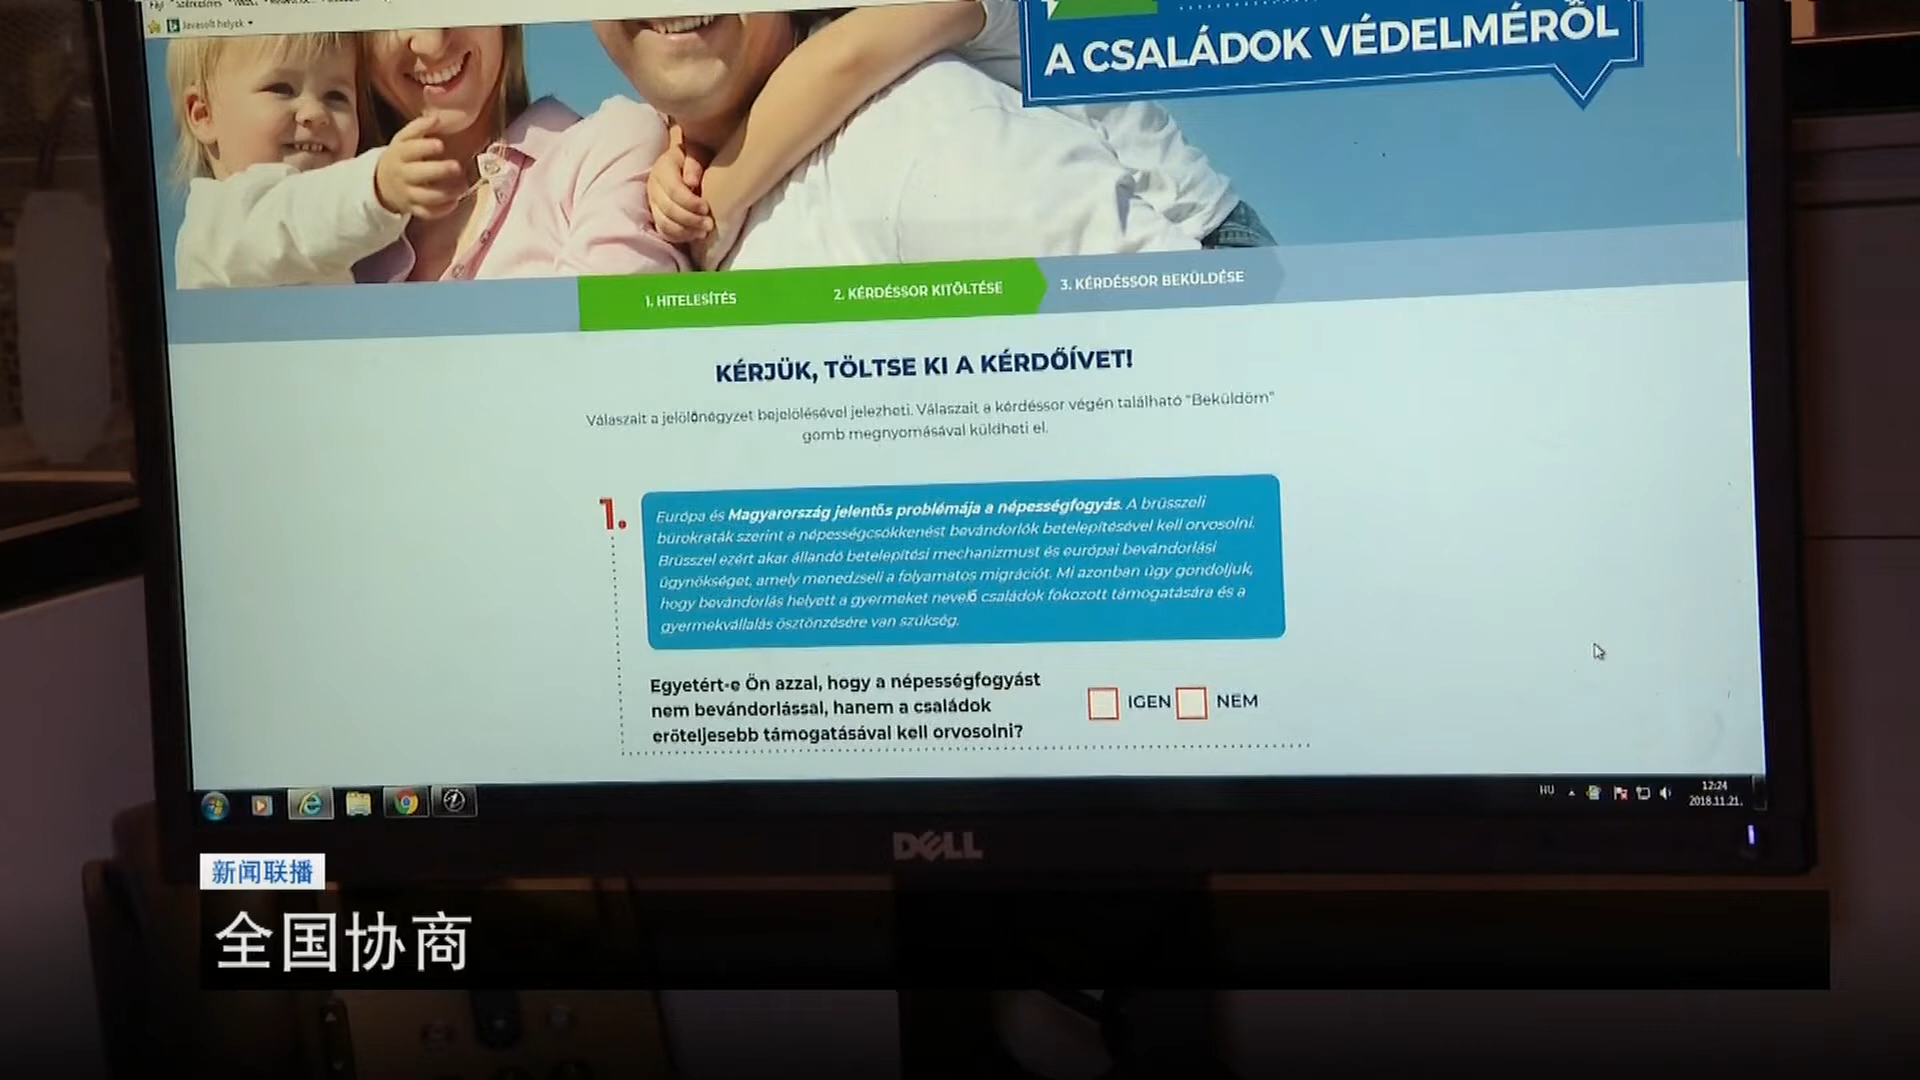 Javasolt helyek
A CSALÁDOK VÉDELMÉRŐL
1. HITELESÍTÉS
2. KÉRDÉSSOR KITÖLTÉSE
3. KÉRDÉSSOR BEKÜLDÉSE
KÉRJÜK, TÖLTSE KI A KÉRDŐÍVET!
Válaszait a jelölőnégyzet bejelölésével jelezheti. Válaszait a kérdéssor végén található "Beküldöm"
gomb megnyomásával küldheti el.
1.
Európa és Magyarország jelentős problémája a népességfogyás. A brüsszeli
bürokraták szerint a népességcsökkenést bevándorlók betelepítésével kell orvosolni.
Brüsszel ezért akar állandó betelepítési mechanizmust és európai bevándorlási
ügynökséget, amely menedzseli a folyamatos migrációt. Mi azonban úgy gondoljuk,
hogy bevándorlás helyett a gyermeket nevelő családok fokozott támogatására és a
gyermekvállalás ösztönzésére van szükség.
Egyetért-e Ön azzal, hogy a népességfogyást
nem bevándorlással, hanem a családok
erőteljesebb támogatásával kell orvosolni?
IGEN
NEM
HU
12:24
2018.11.21.
DELL
新闻联播
全国协商